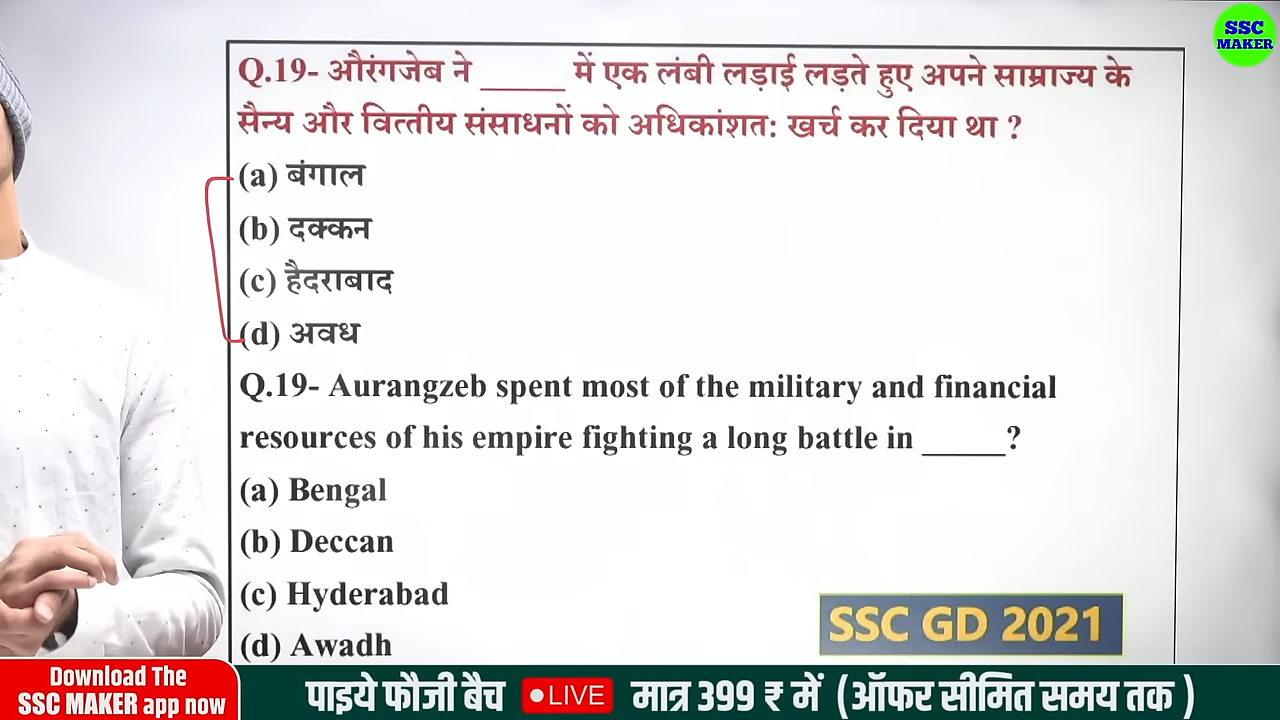 SSC
MAKER
Q.19- औरंगजेब ने ______ में एक लंबी लड़ाई लड़ते हुए अपने साम्राज्य के
सैन्य और वित्तीय संसाधनों को अधिकांशत: खर्च कर दिया था ?
(a) बंगाल
(b) दक्कन
(c) हैदराबाद
(d) अवध
Q.19- Aurangzeb spent most of the military and financial
resources of his empire fighting a long battle in ______?
(a) Bengal
(b) Deccan
(c) Hyderabad
(d) Awadh
SSC GD 2021
Download The
SSC MAKER app now
पाइये फौजी बैच LIVE मात्र 399 ₹ में (ऑफर सीमित समय तक )